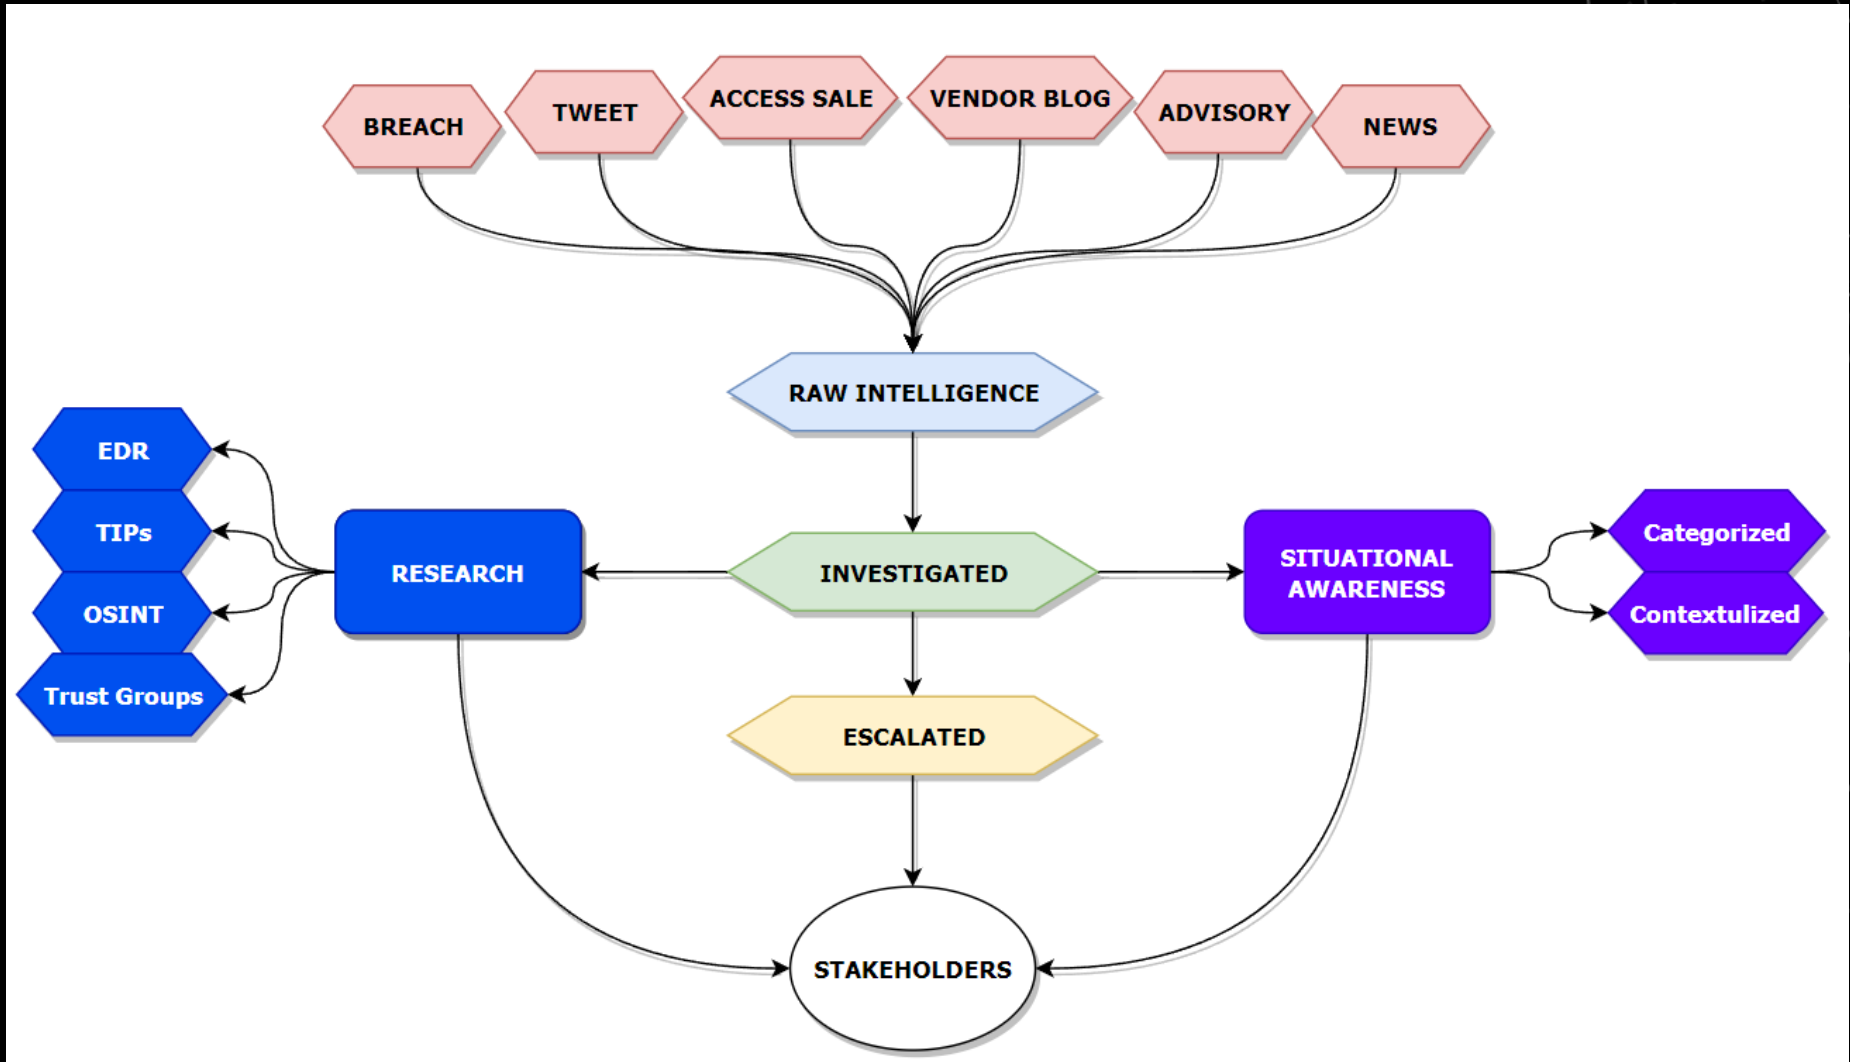 BREACH
TWEET
ACCESS SALE
VENDOR BLOG
ADVISORY
NEWS
RAW INTELLIGENCE
EDR
TIPs
OSINT
Trust Groups
RESEARCH
INVESTIGATED
SITUATIONAL
AWARENESS
Categorized
Contextulized
ESCALATED
STAKEHOLDERS